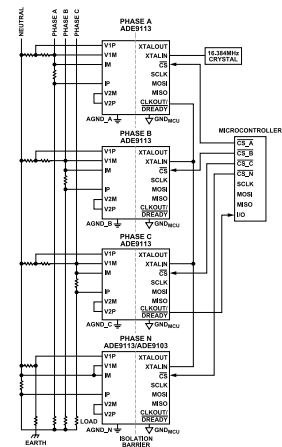 NEUTRAL
PHASE A
PHASE B
PHASE C
PHASE A
ADE9113
V1P
V1M
IM
IP
V2M
V2P
XTALOUT
XTALIN
CS
SCLK
MOSI
MISO
CLKOUT/
DREADY
AGND_A
GNDMCU
16.384MHz
CRYSTAL
PHASE B
ADE9113
V1P
V1M
IM
IP
V2M
V2P
XTALOUT
XTALIN
CS
SCLK
MOSI
MISO
CLKOUT/
DREADY
AGND_B
GNDMCU
MICROCONTROLLER
CS_A
CS_B
CS_C
CS_N
SCLK
MOSI
MISO
I/O
PHASE C
ADE9113
V1P
V1M
IM
IP
V2M
V2P
XTALOUT
XTALIN
CS
SCLK
MOSI
MISO
CLKOUT/
DREADY
AGND_C
GNDMCU
PHASE N
ADE9113/ADE9103
V1P
V1M
IM
IP
V2M
V2P
XTALOUT
XTALIN
CS
SCLK
MOSI
MISO
CLKOUT/
DREADY
LOAD
AGND_N
GNDMCU
EARTH
ISOLATION
BARRIER